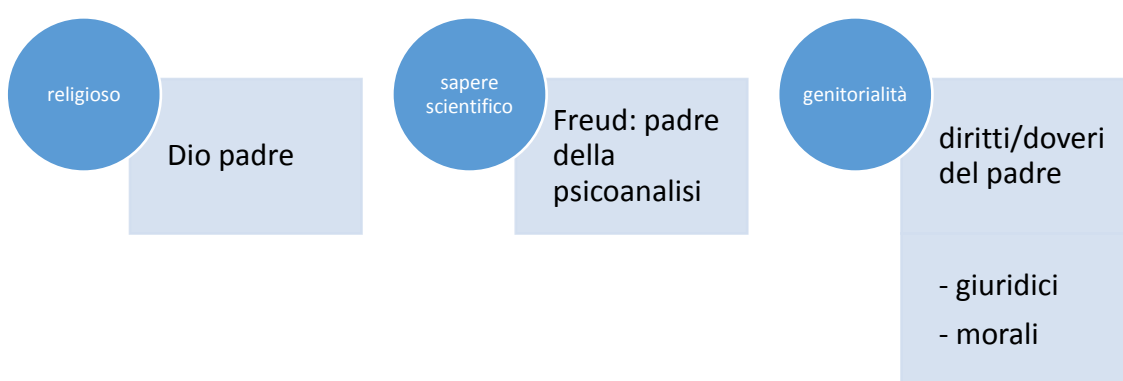 religioso
Dio padre
sapere
scientifico
Freud: padre
della
psicoanalisi
genitorialità
diritti/doveri
del padre
- giuridici
- morali